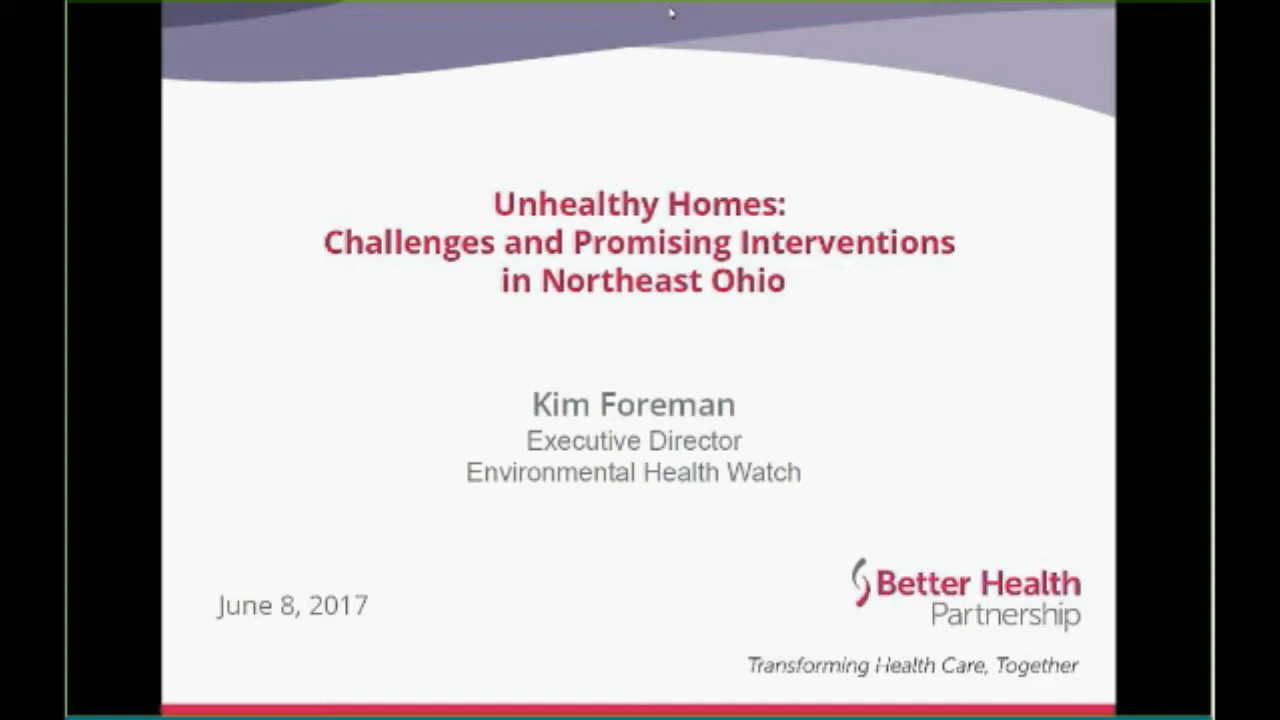 Unhealthy Homes:
Challenges and Promising Interventions
in Northeast Ohio
Kim Foreman
Executive Director
Environmental Health Watch
June 8, 2017
Better Health
Partnership
Transforming Health Care, Together